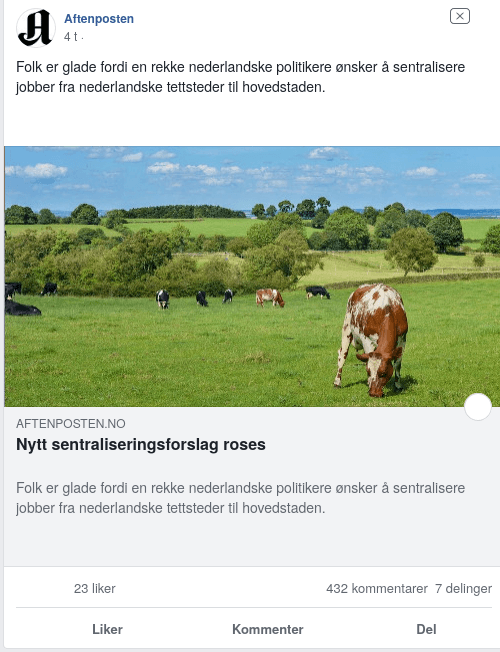 Aftenposten
4 t ·
Folk er glade fordi en rekke nederlandske politikere ønsker å sentralisere
jobber fra nederlandske tettsteder til hovedstaden.
AFTENPOSTEN.NO
Nytt sentraliseringsforslag roses
Folk er glade fordi en rekke nederlandske politikere ønsker å sentralisere
jobber fra nederlandske tettsteder til hovedstaden.
23 liker 432 kommentarer 7 delinger
Liker Kommenter Del